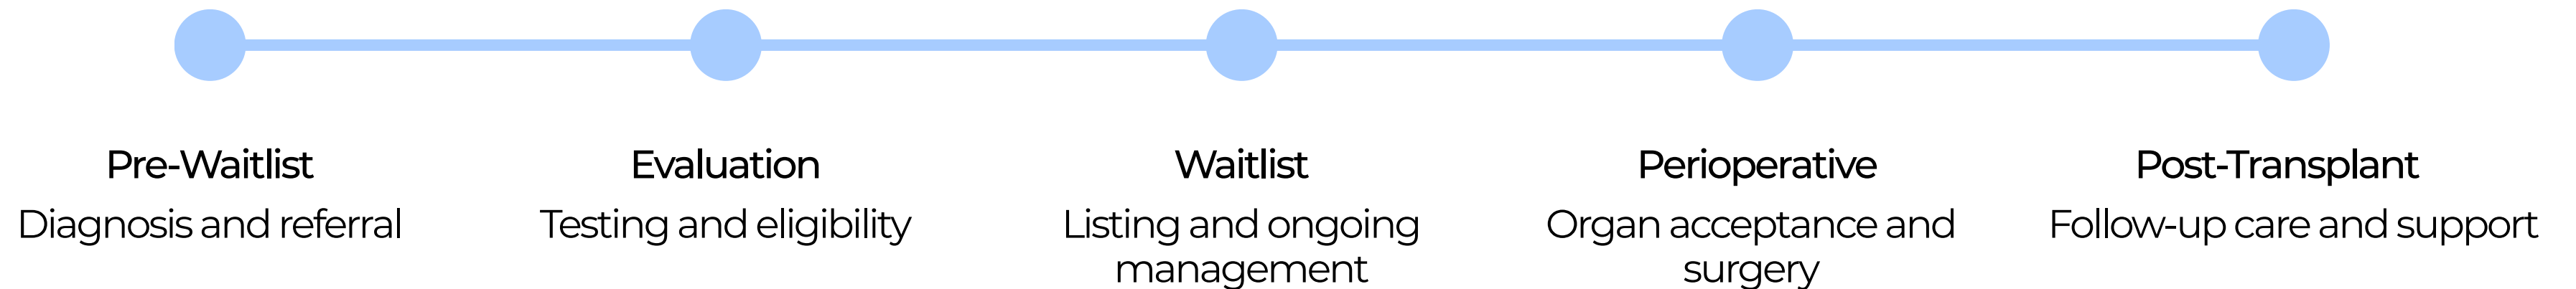 Pre-Waitlist
Diagnosis and referral
Evaluation
Testing and eligibility
Waitlist
Listing and ongoing
management
Perioperative
Organ acceptance and
surgery
Post-Transplant
Follow-up care and support